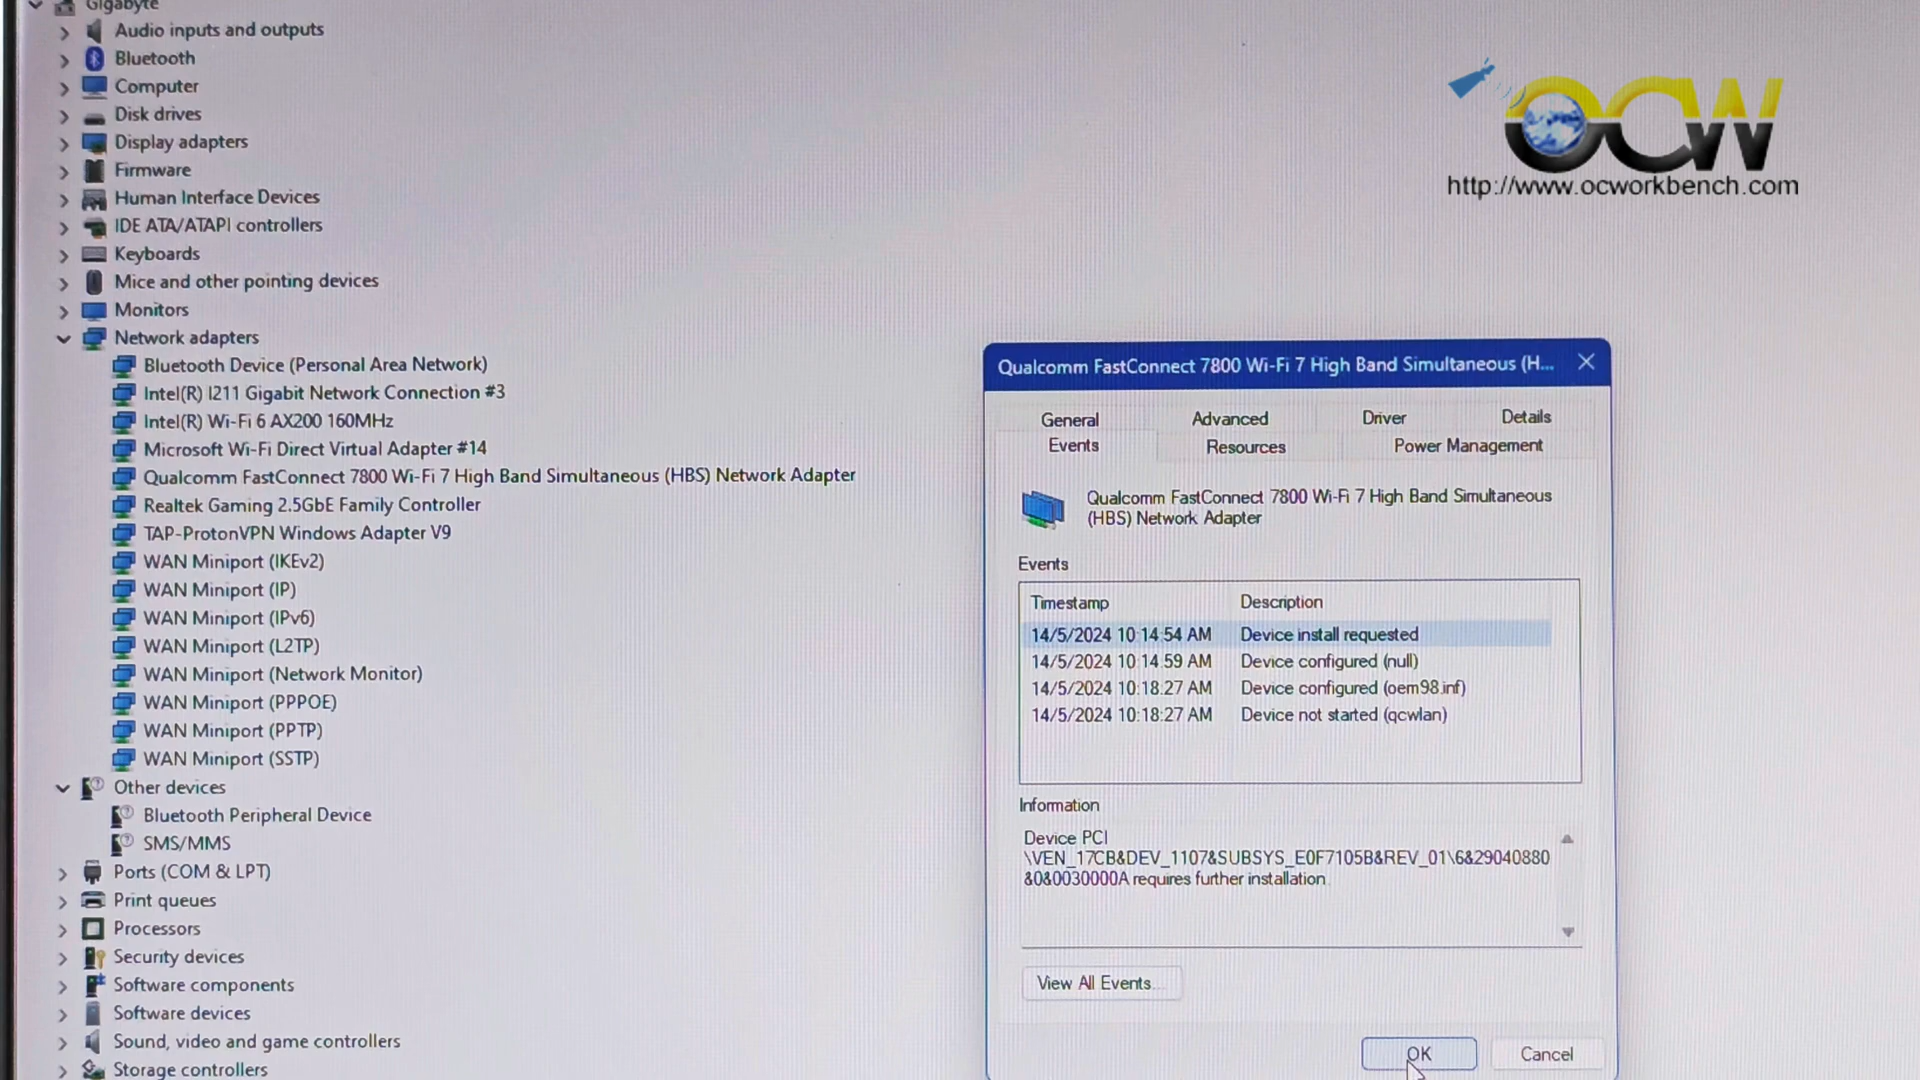 Gigabyte
Audio inputs and outputs
Bluetooth
Computer
Disk drives
Display adapters
Firmware
Human Interface Devices
IDE ATA/ATAPI controllers
Keyboards
Mice and other pointing devices
Monitors
Network adapters
Bluetooth Device (Personal Area Network)
Intel(R) I211 Gigabit Network Connection #3
Intel(R) Wi-Fi 6 AX200 160MHz
Microsoft Wi-Fi Direct Virtual Adapter #14
Qualcomm FastConnect 7800 Wi-Fi 7 High Band Simultaneous (HBS) Network Adapter
Realtek Gaming 2.5GbE Family Controller
TAP-ProtonVPN Windows Adapter V9
WAN Miniport (IKEv2)
WAN Miniport (IP)
WAN Miniport (IPv6)
WAN Miniport (L2TP)
WAN Miniport (Network Monitor)
WAN Miniport (PPPOE)
WAN Miniport (PPTP)
WAN Miniport (SSTP)
Other devices
Bluetooth Peripheral Device
SMS/MMS
Ports (COM & LPT)
Print queues
Processors
Security devices
Software components
Software devices
Sound, video and game controllers
Storage controllers
OCW
http://www.ocworkbench.com
Qualcomm FastConnect 7800 Wi-Fi 7 High Band Simultaneous (H...
General Advanced Driver Details
Events Resources Power Management
Qualcomm FastConnect 7800 Wi-Fi 7 High Band Simultaneous
(HBS) Network Adapter
Events
Timestamp Description
14/5/2024 10:14:54 AM Device install requested
14/5/2024 10:14:59 AM Device configured (null)
14/5/2024 10:18:27 AM Device configured (oem98.inf)
14/5/2024 10:18:27 AM Device not started (qcwlan)
Information
Device PCI
\VEN_17CB&DEV_1107&SUBSYS_E0F7105B&REV_01\6&29040880
&0&0030000A requires further installation.
View All Events...
OK Cancel